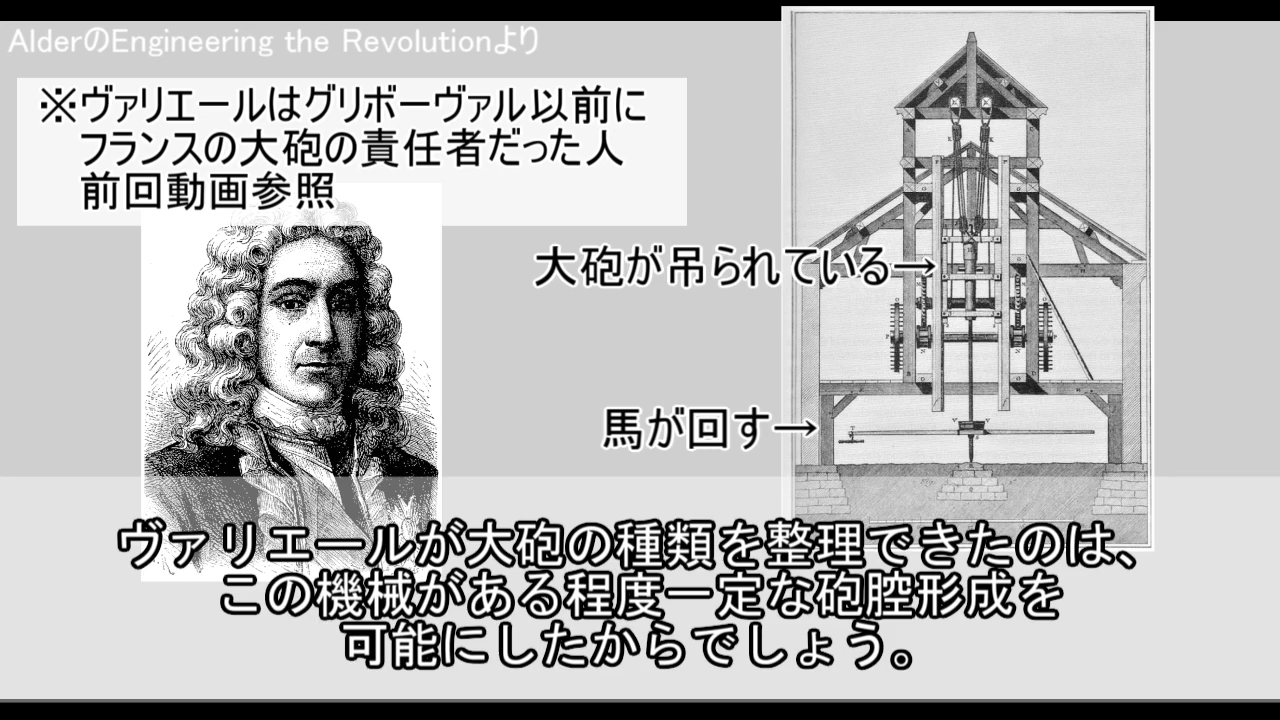 AlderのEngineering the Revolutionより
※ヴァリエールはグリボーヴァル以前に
フランスの大砲の責任者だった人
前回動画参照
大砲が吊られている→
馬が回す→
ヴァリエールが大砲の種類を整理できたのは、
この機械がある程度一定な砲腔形成を
可能にしたからでしょう。